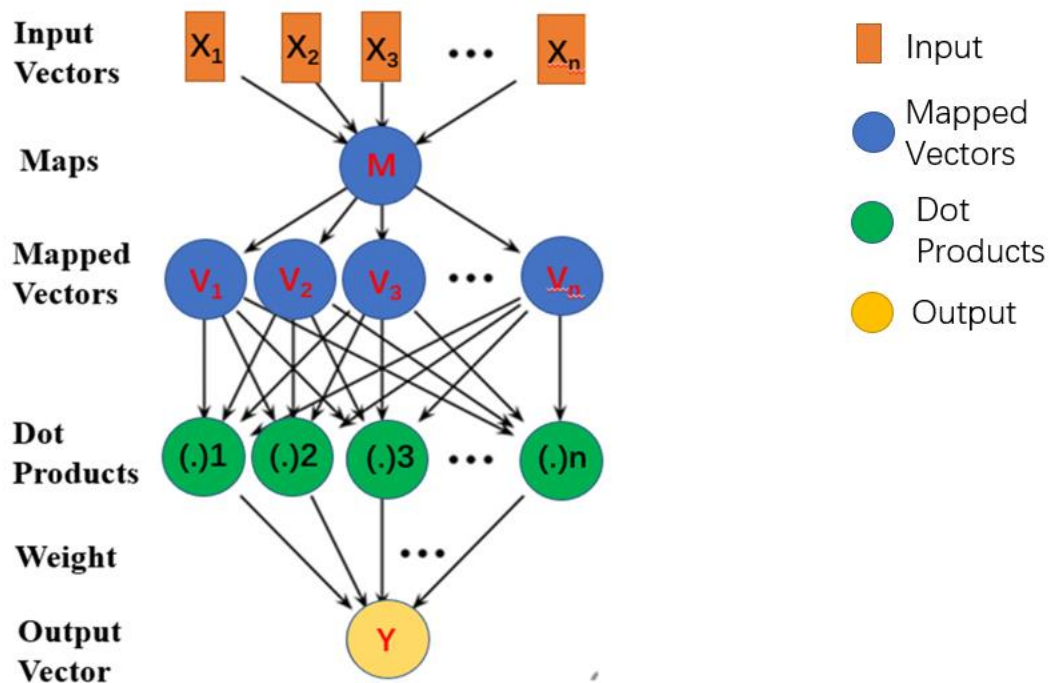 Input
Vectors
X1 X2 X3 ••• Xn
Maps
M
Mapped
Vectors
V1 V2 V3 ••• Vn
Dot
Products
(.)1 (.)2 (.)3 ••• (.)n
Weight
•••
Output
Vector
Y
Input
Mapped
Vectors
Dot
Products
Output